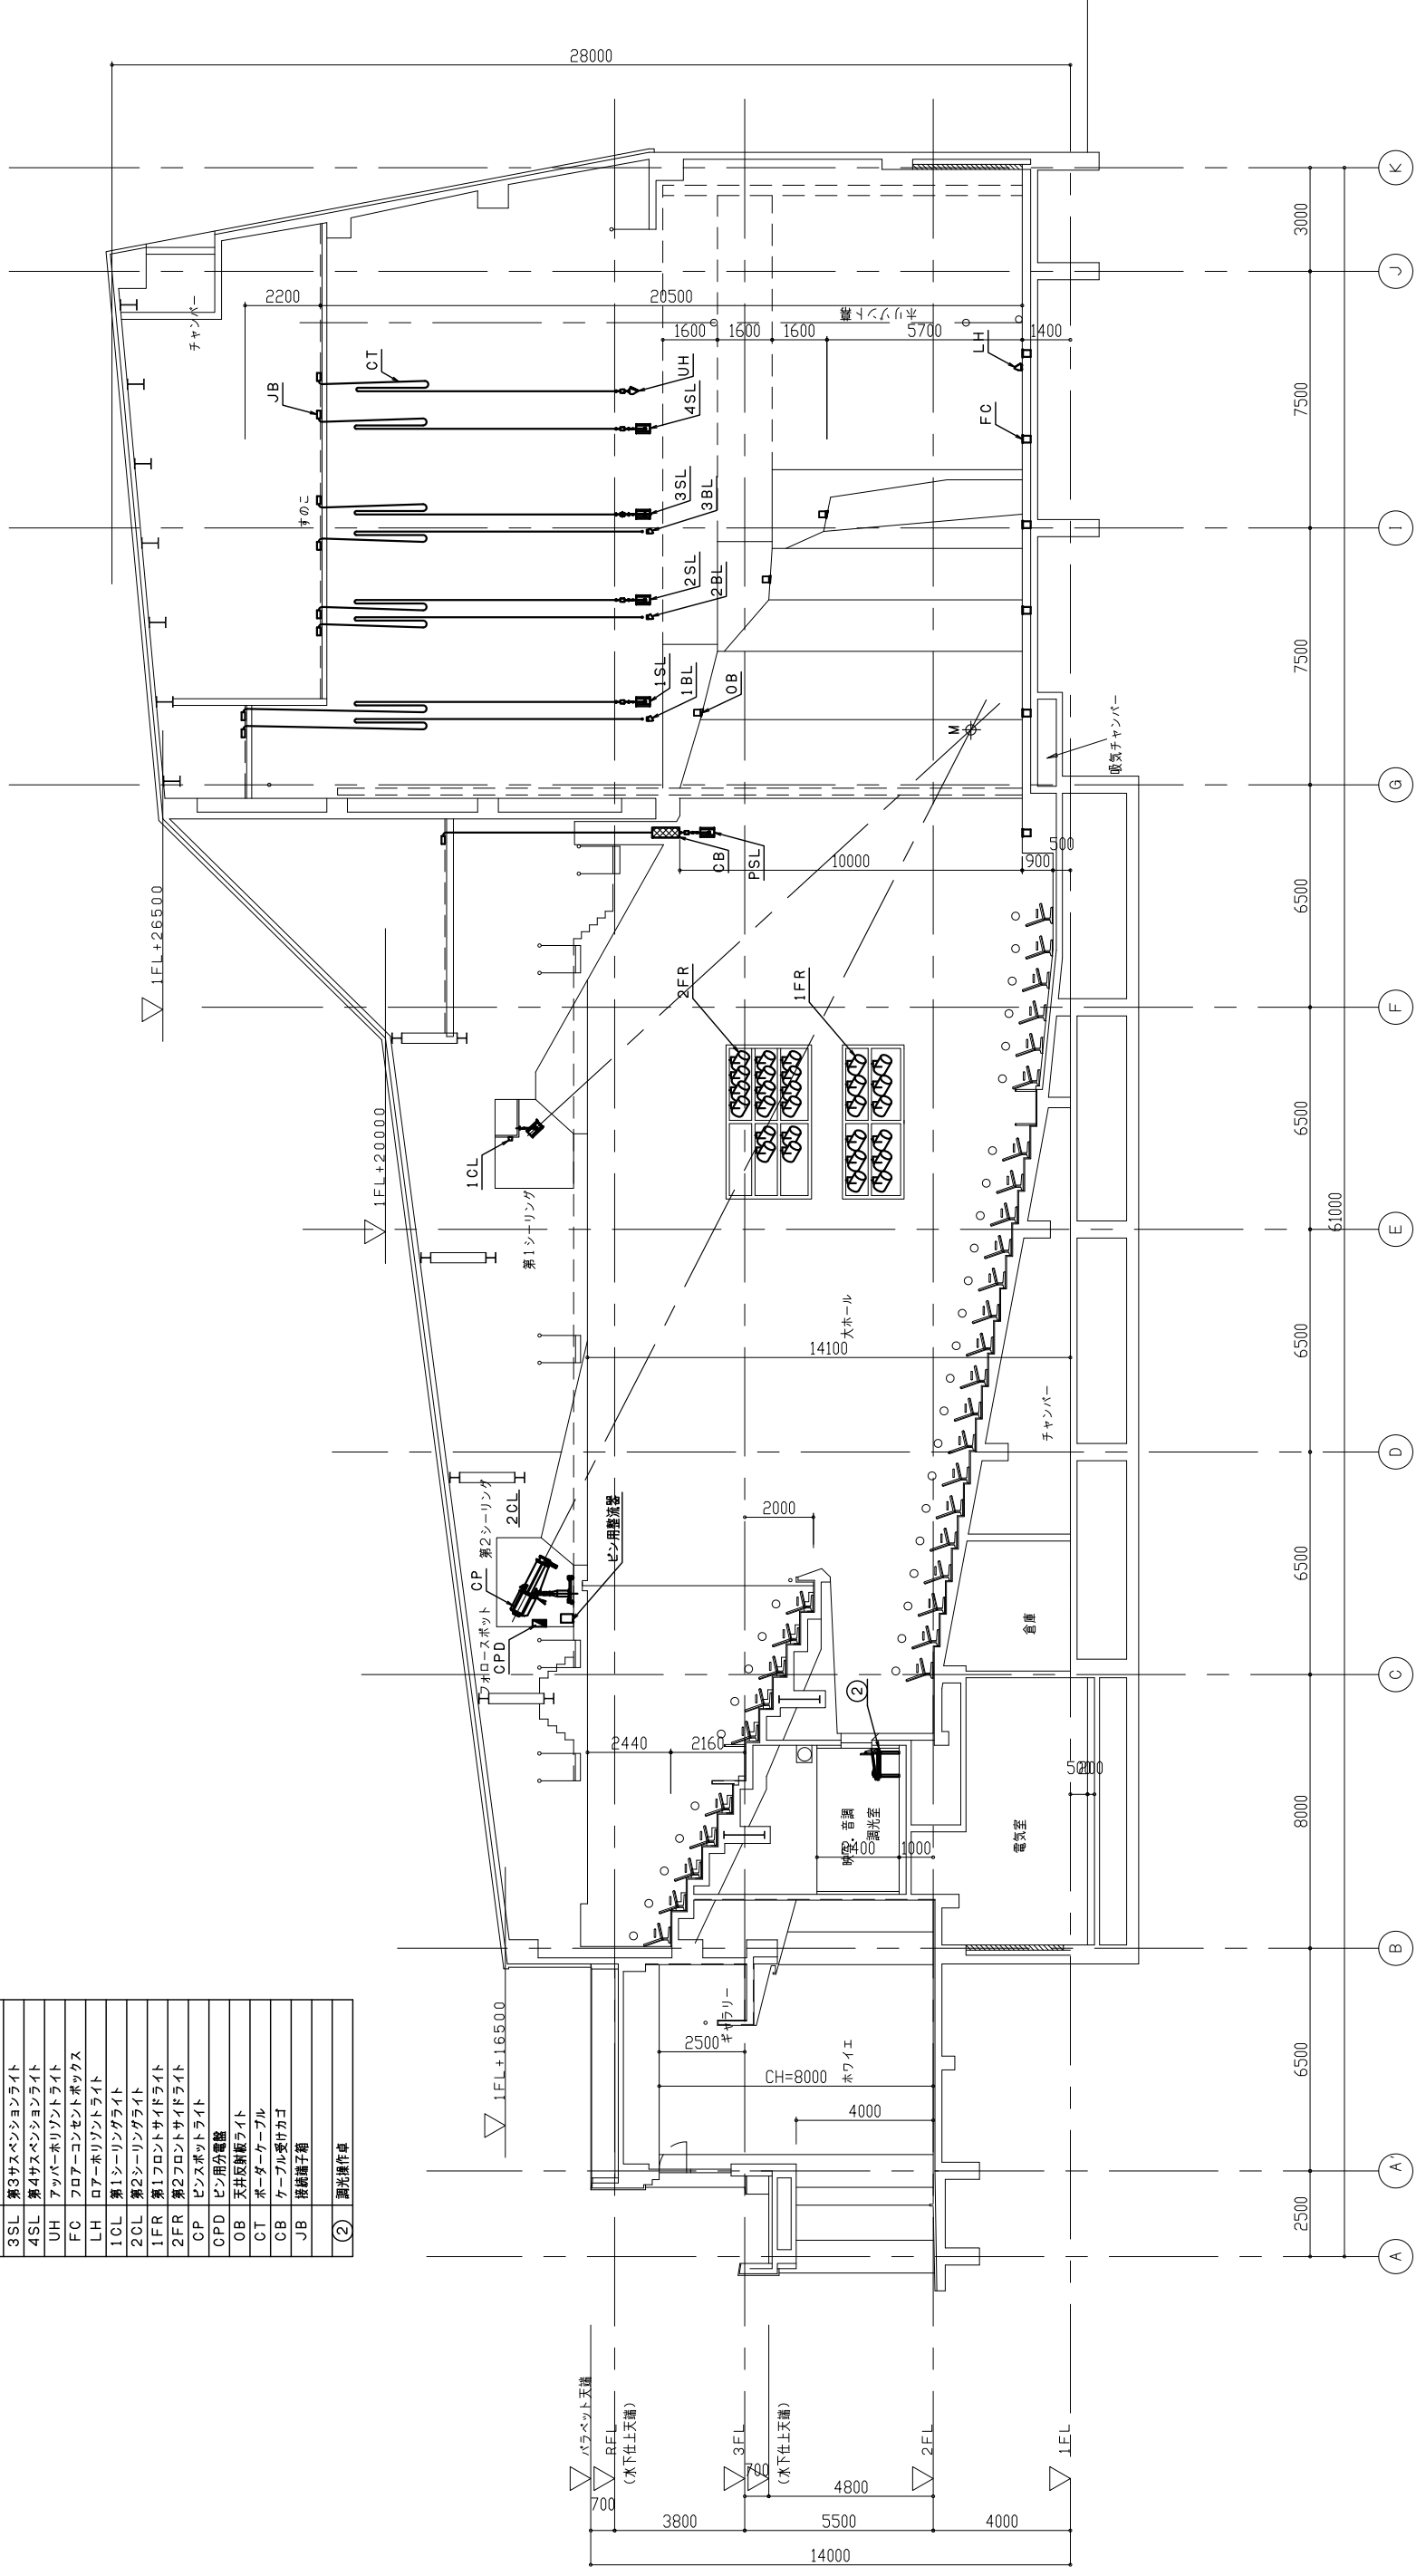 3SL 第3サスペンションライト
4SL 第4サスペンションライト
UH アッパーホリゾントライト
FC フロアーコンセントボックス
LH ロアーホリゾントライト
1CL 第1シーリングライト
2CL 第2シーリングライト
1FR 第1フロントサイドライト
2FR 第2フロントサイドライト
CP ピンスポットライト
CPD ピン用分電盤
OB 天井反射板ライト
CT ボーダーケーブル
CB ケーブル受けカゴ
JB 接続端子箱
② 調光操作卓
1FL+16500
1FL+20000
1FL+26500
28000
チャンバー
2200
20500
ホリゾント幕
1600
1600
1600
5700
1400
JB
CT
UH
4SL
LH
FC
すのこ
3SL
3BL
2SL
2BL
1SL
1BL
OB
M
吸気チャンバー
CB
PSL
10000
900
500
2FR
1FR
1CL
第1シーリング
大ホール
14100
チャンバー
2CL
第2シーリング
CP
フォロースポット
CPD
ピン用整流器
2000
倉庫
②
2440
2160
映写・音調
調光室
2400
1000
500
200
電気室
ギャラリー
2500
ホワイエ
CH=8000
4000
パラペット天端
RFL
(水下仕上天端)
3FL
(水下仕上天端)
2FL
1FL
700
700
4800
3800
5500
4000
14000
2500
6500
8000
6500
6500
6500
6500
7500
7500
3000
61000
A
A'
B
C
D
E
F
G
I
J
K